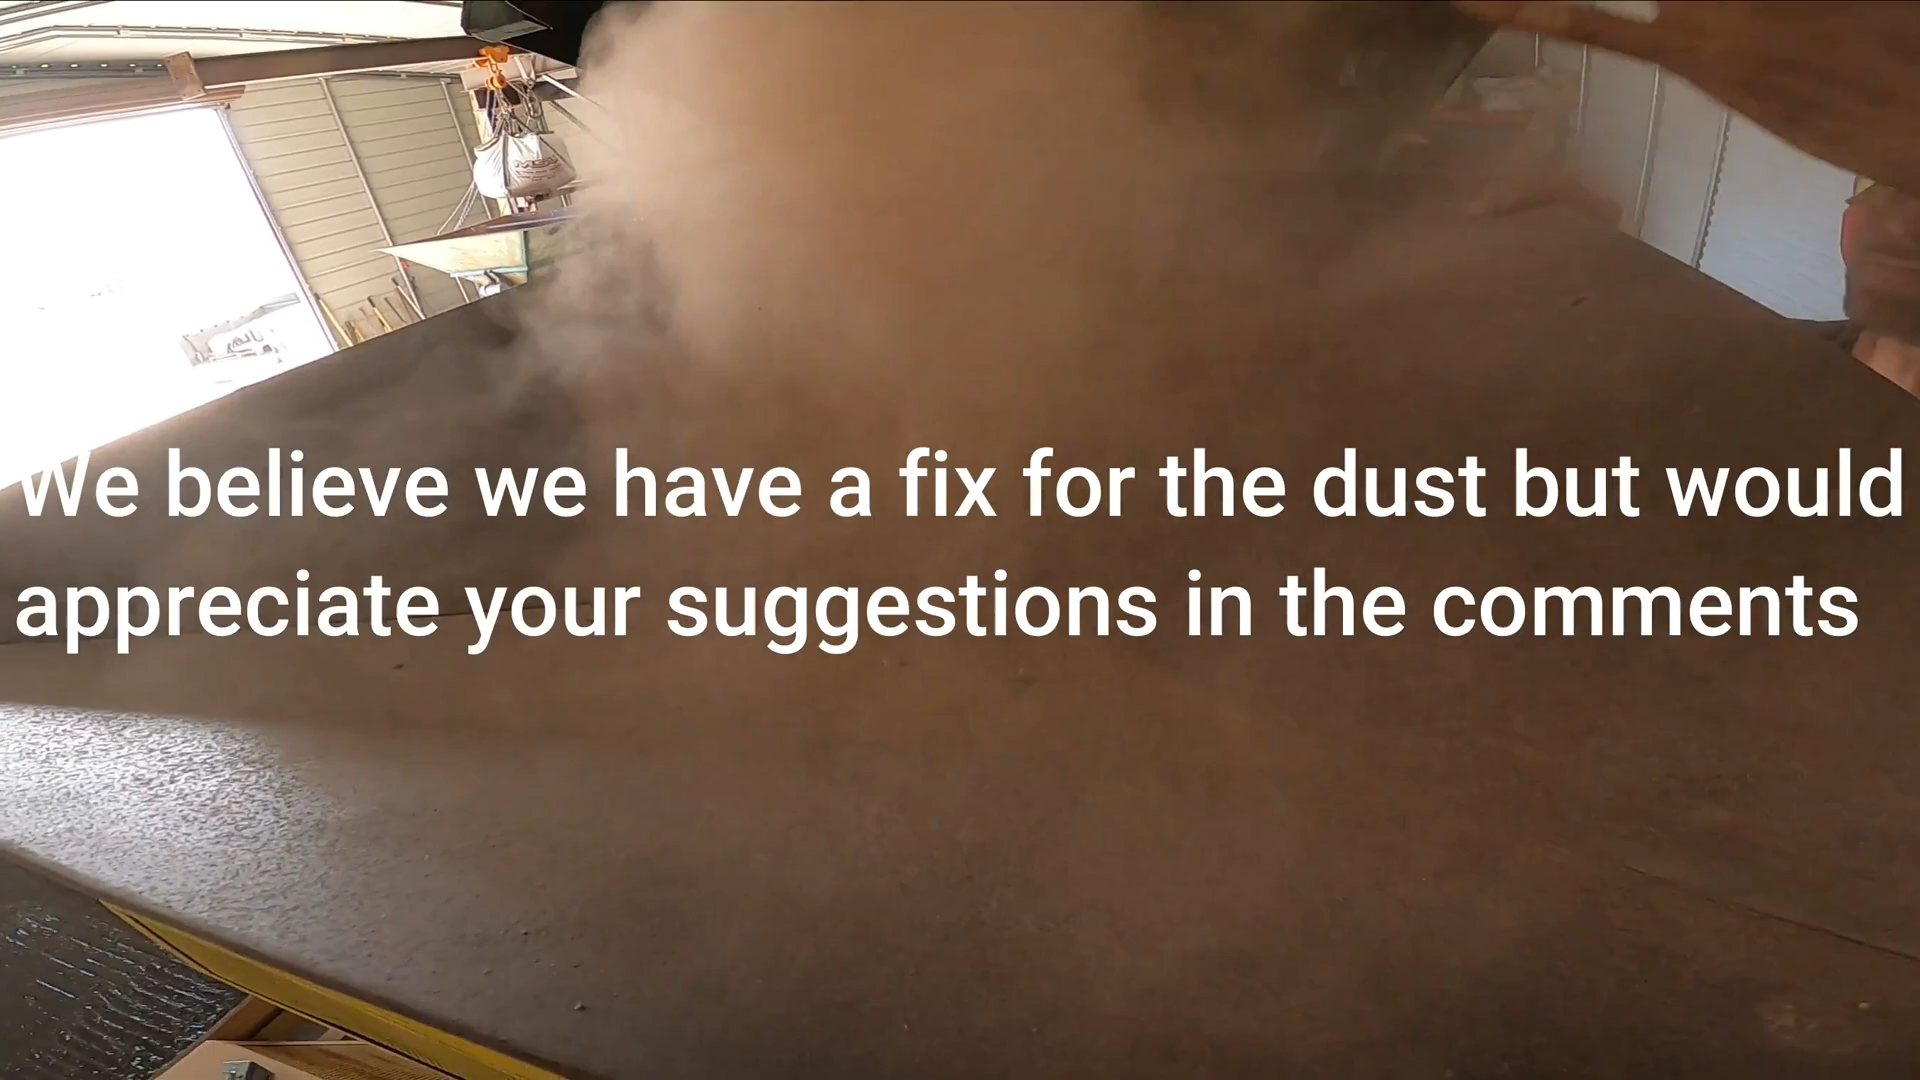 We believe we have a fix for the dust but would
appreciate your suggestions in the comments